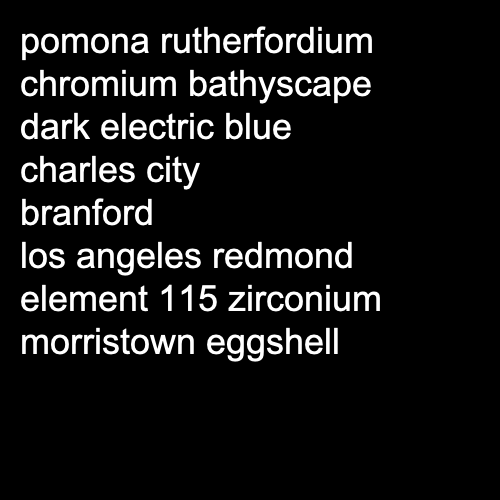 pomona rutherfordium
chromium bathyscape
dark electric blue
charles city
branford
los angeles redmond
element 115 zirconium
morristown eggshell